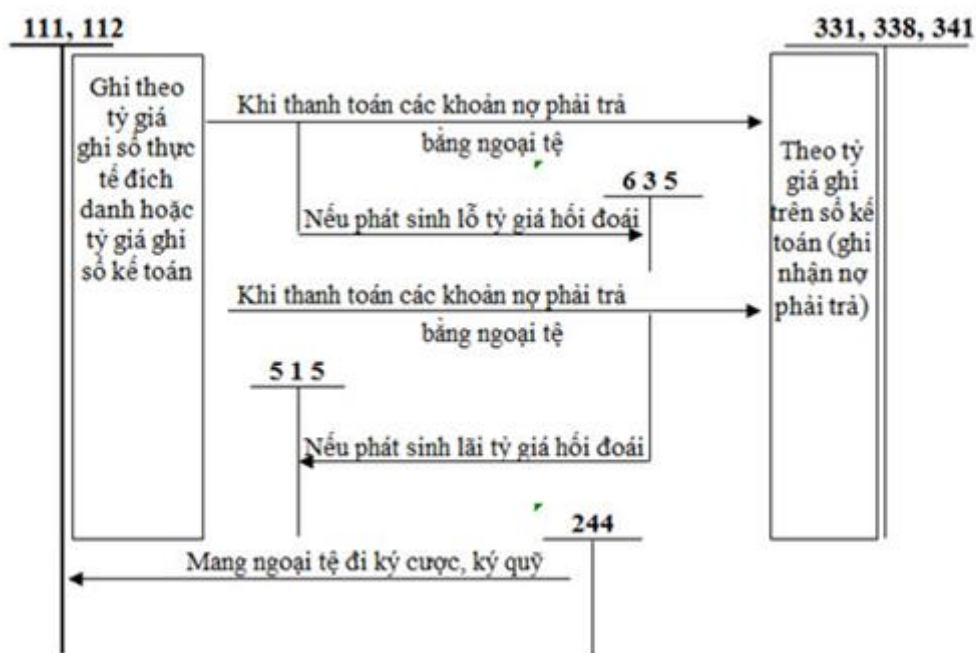 111, 112
331, 338, 341
Ghi theo
tỷ giá
ghi sổ thực
tế đích
danh hoặc
tỷ giá ghi
sổ kế toán
Khi thanh toán các khoản nợ phải trả
bằng ngoại tệ
6 3 5
Nếu phát sinh lỗ tỷ giá hối đoái
Khi thanh toán các khoản nợ phải trả
bằng ngoại tệ
5 1 5
Nếu phát sinh lãi tỷ giá hối đoái
244
Mang ngoại tệ đi ký cược, ký quỹ
Theo tỷ
giá ghi
trên sổ kế
toán (ghi
nhận nợ
phải trả)